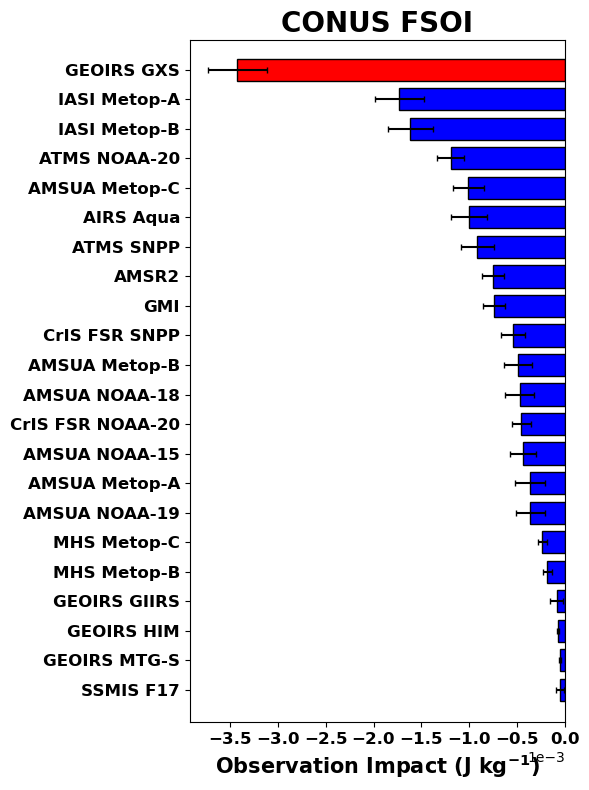 CONUS FSOI
GEOIRS GXS
IASI Metop-A
IASI Metop-B
ATMS NOAA-20
AMSUA Metop-C
AIRS Aqua
ATMS SNPP
AMSR2
GMI
CrIS FSR SNPP
AMSUA Metop-B
AMSUA NOAA-18
CrIS FSR NOAA-20
AMSUA NOAA-15
AMSUA Metop-A
AMSUA NOAA-19
MHS Metop-C
MHS Metop-B
GEOIRS GIIRS
GEOIRS HIM
GEOIRS MTG-S
SSMIS F17
−3.5 −3.0 −2.5 −2.0 −1.5 −1.0 −0.5 0.0
1e−3
Observation Impact (J kg⁻¹)